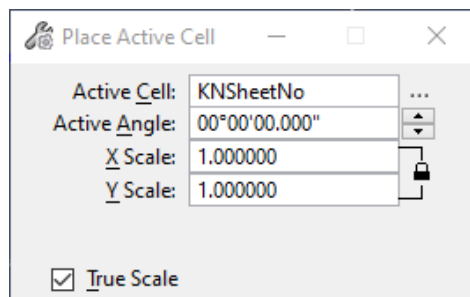 Place Active Cell
Active Cell: KNSheetNo ...
Active Angle: 00°00'00.000"
X Scale: 1.000000
Y Scale: 1.000000
True Scale